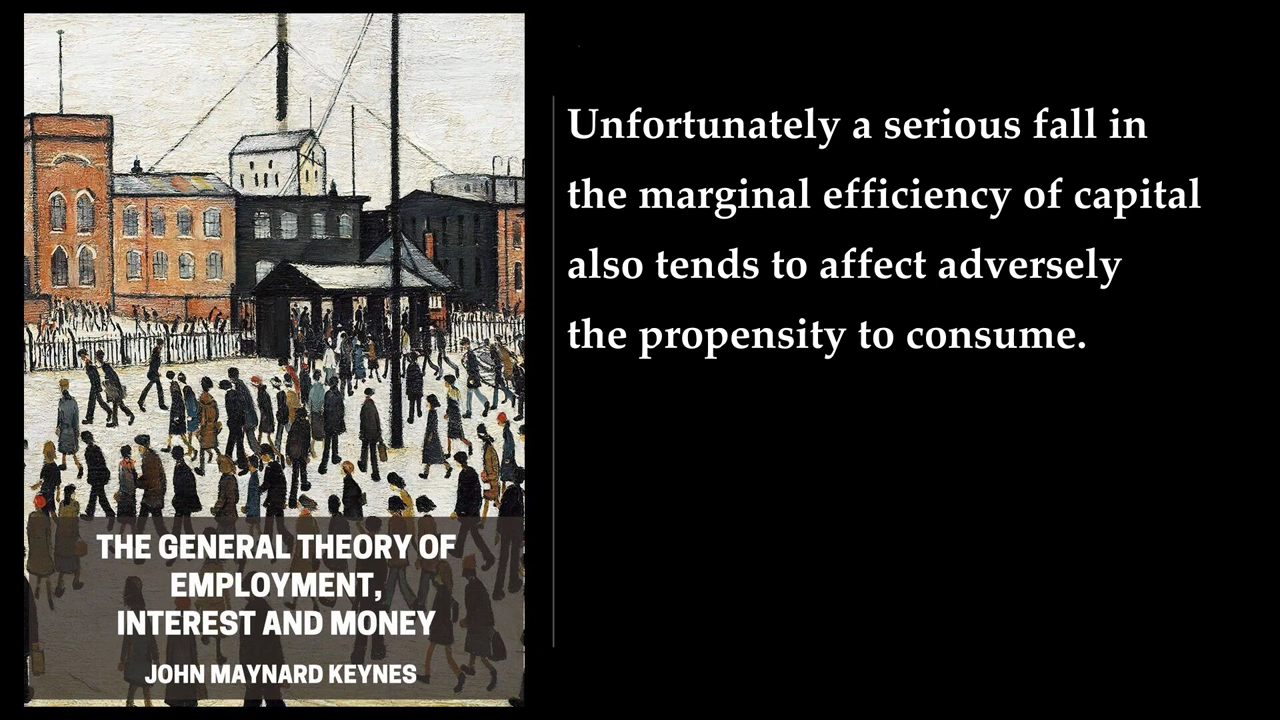 THE GENERAL THEORY OF
EMPLOYMENT,
INTEREST AND MONEY
JOHN MAYNARD KEYNES
Unfortunately a serious fall in
the marginal efficiency of capital
also tends to affect adversely
the propensity to consume.